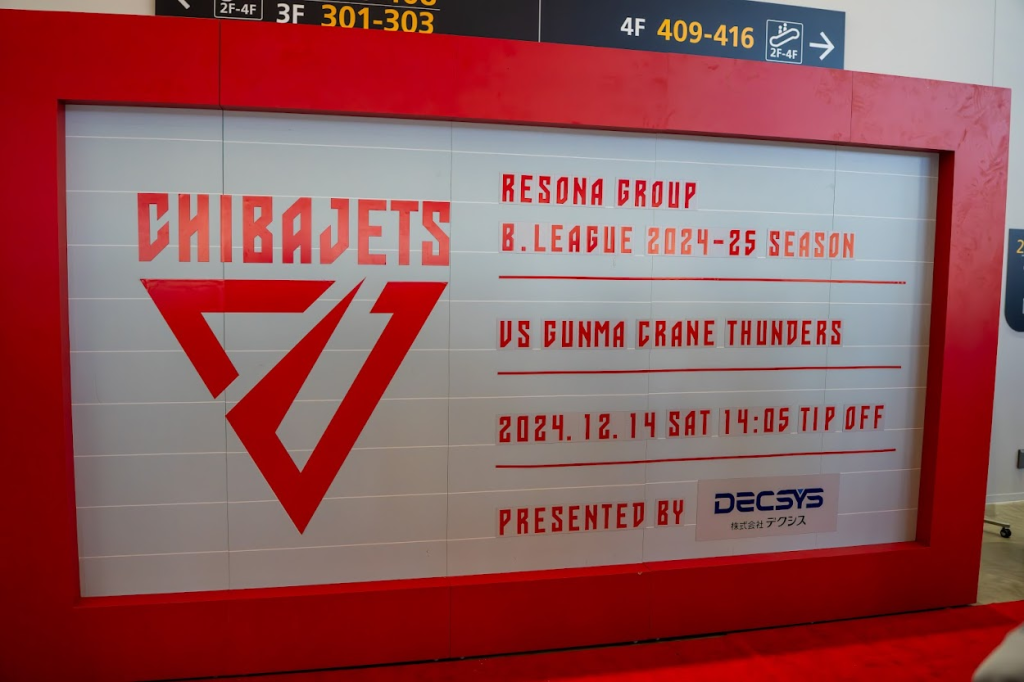 2F-4F 3F 301-303
4F 409-416
2F-4F
CHIBAJETS
RESONA GROUP
B.LEAGUE 2024-25 SEASON
VS GUNMA CRANE THUNDERS
2024.12.14 SAT 14:05 TIP OFF
PRESENTED BY
DECSYS
株式会社 デクシス